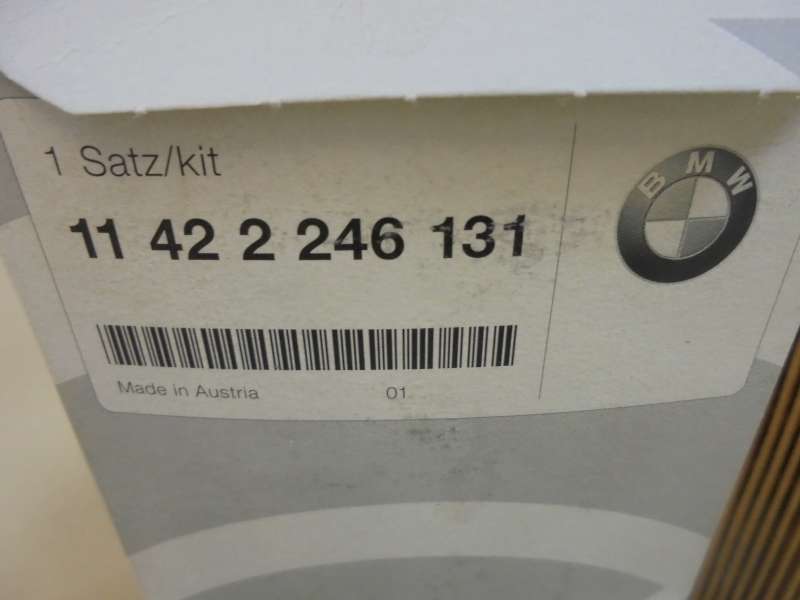 1 Satz/kit
11 42 2 246 131
BMW
Made in Austria 01